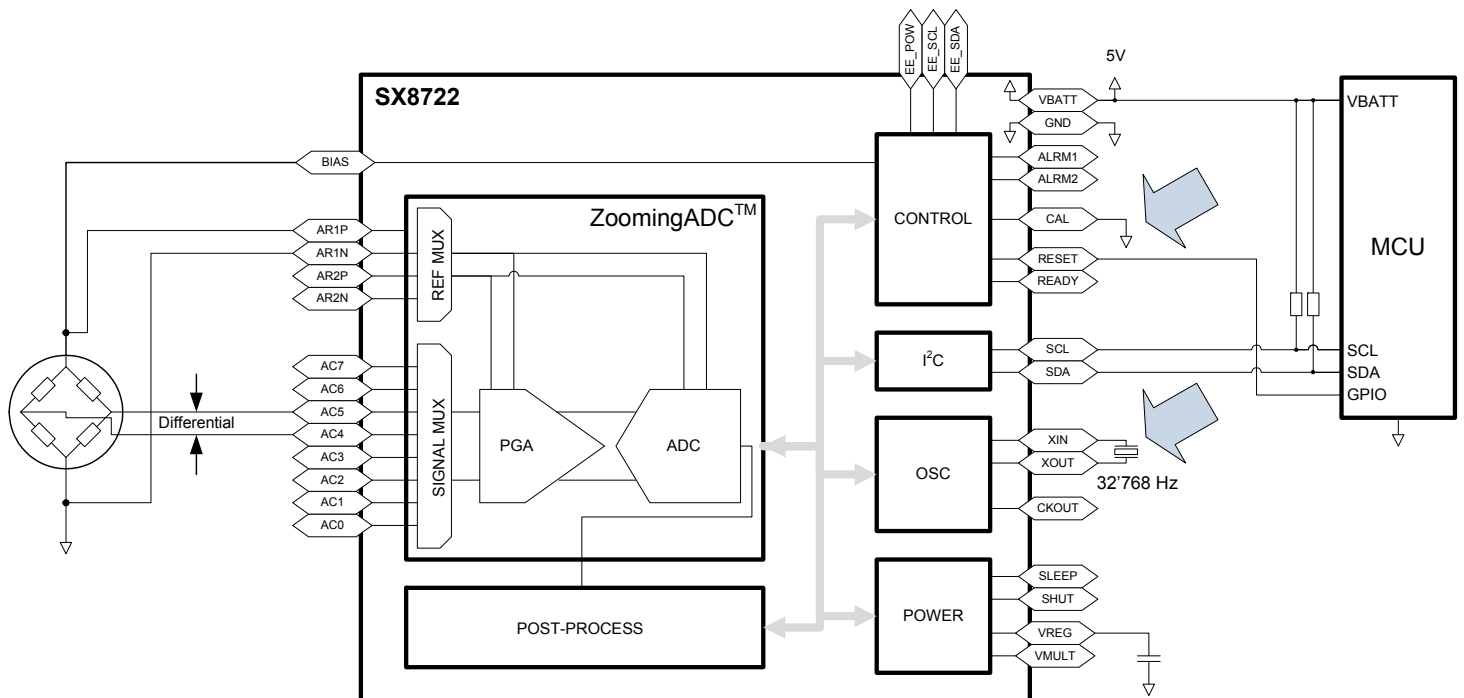 EE_POW
EE_SCL
EE_SDA
5V
SX8722
VBATT
GND
VBATT
BIAS
ALRM1
ALRM2
ZoomingADC™
CONTROL
CAL
MCU
AR1P
AR1N
AR2P
AR2N
REF MUX
RESET
READY
AC7
AC6
AC5
AC4
AC3
AC2
AC1
AC0
Differential
SIGNAL MUX
PGA
ADC
I²C
SCL
SDA
SCL
SDA
GPIO
OSC
XIN
XOUT
32'768 Hz
CKOUT
POST-PROCESS
POWER
SLEEP
SHUT
VREG
VMULT